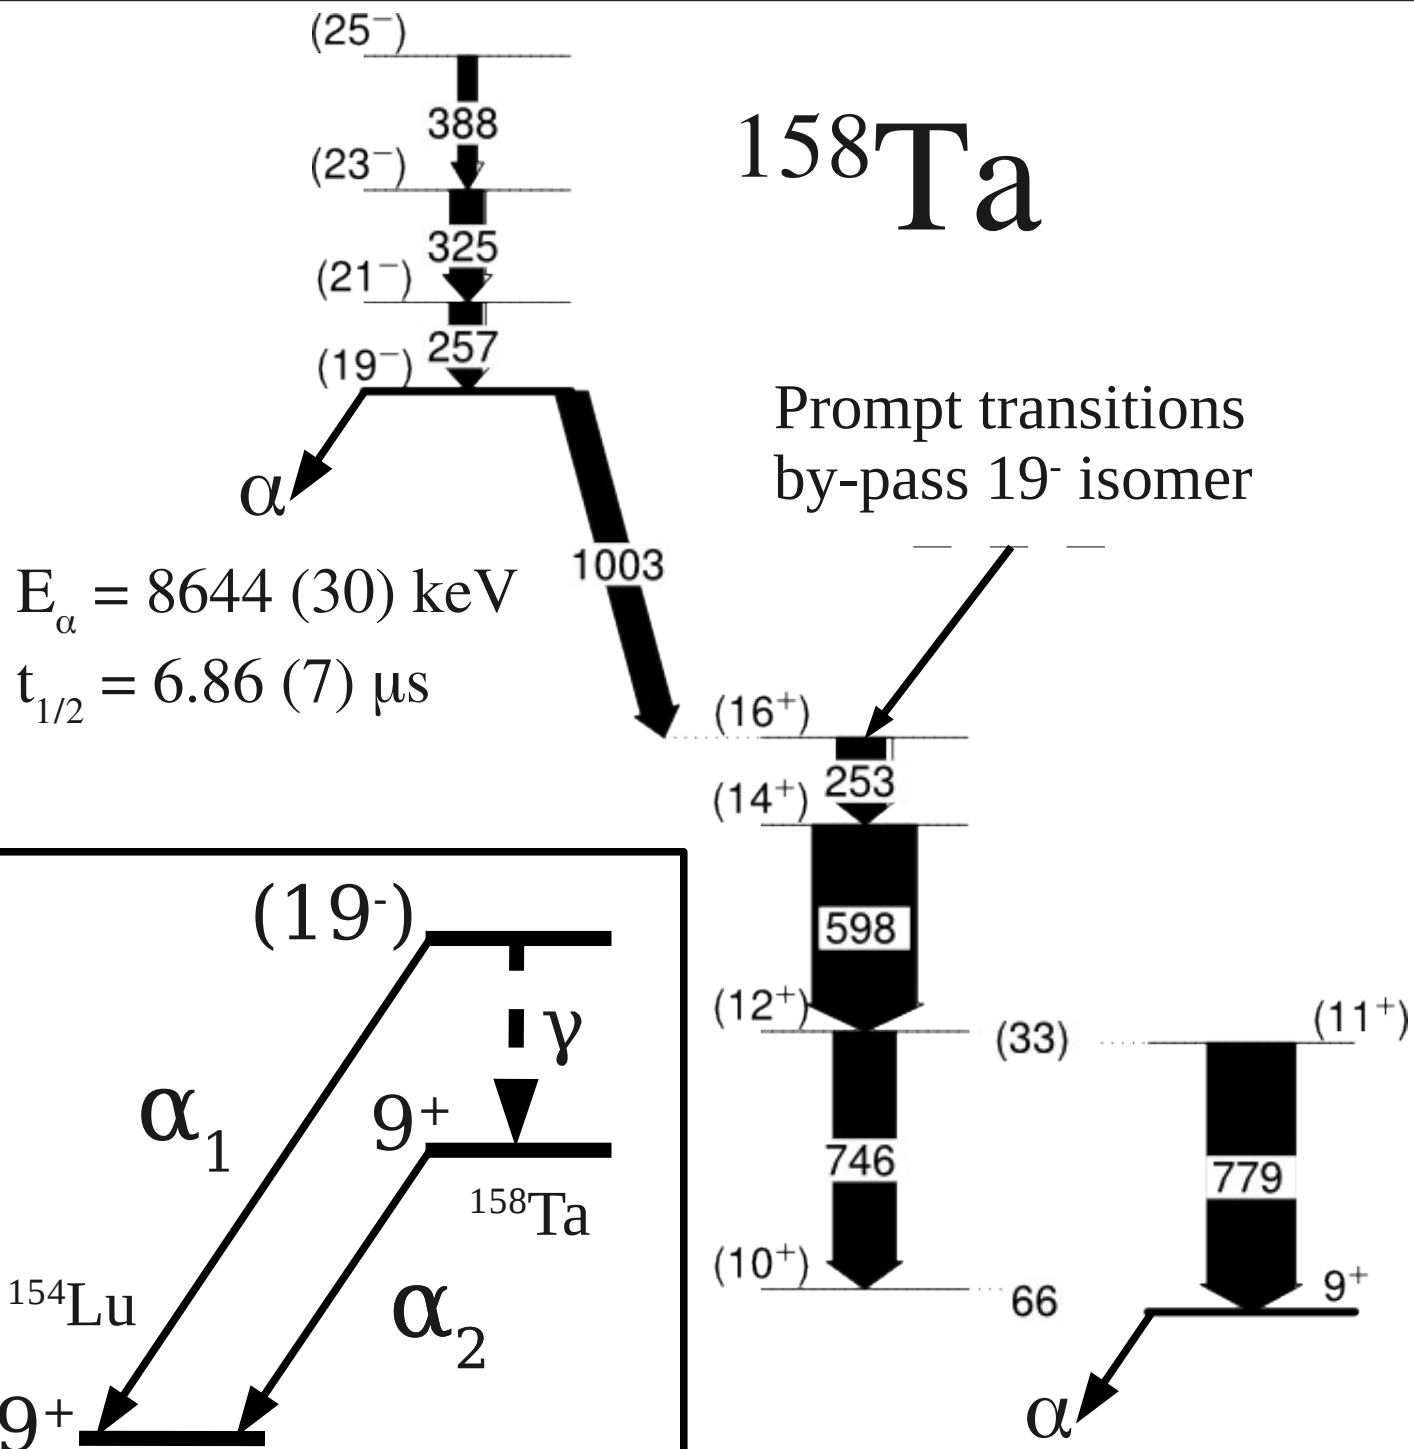 (25⁻)
388
¹⁵⁸Ta
(23⁻)
325
(21⁻)
257
(19⁻)
Prompt transitions
by-pass 19⁻ isomer
α
1003
Eα = 8644 (30) keV
t1/2 = 6.86 (7) μs
(16⁺)
253
(14⁺)
598
(12⁺)
(33)
(11⁺)
746
779
(10⁺)
66
9⁺
α
(19⁻)
γ
α₁
9⁺
¹⁵⁸Ta
¹⁵⁴Lu
α₂
9⁺